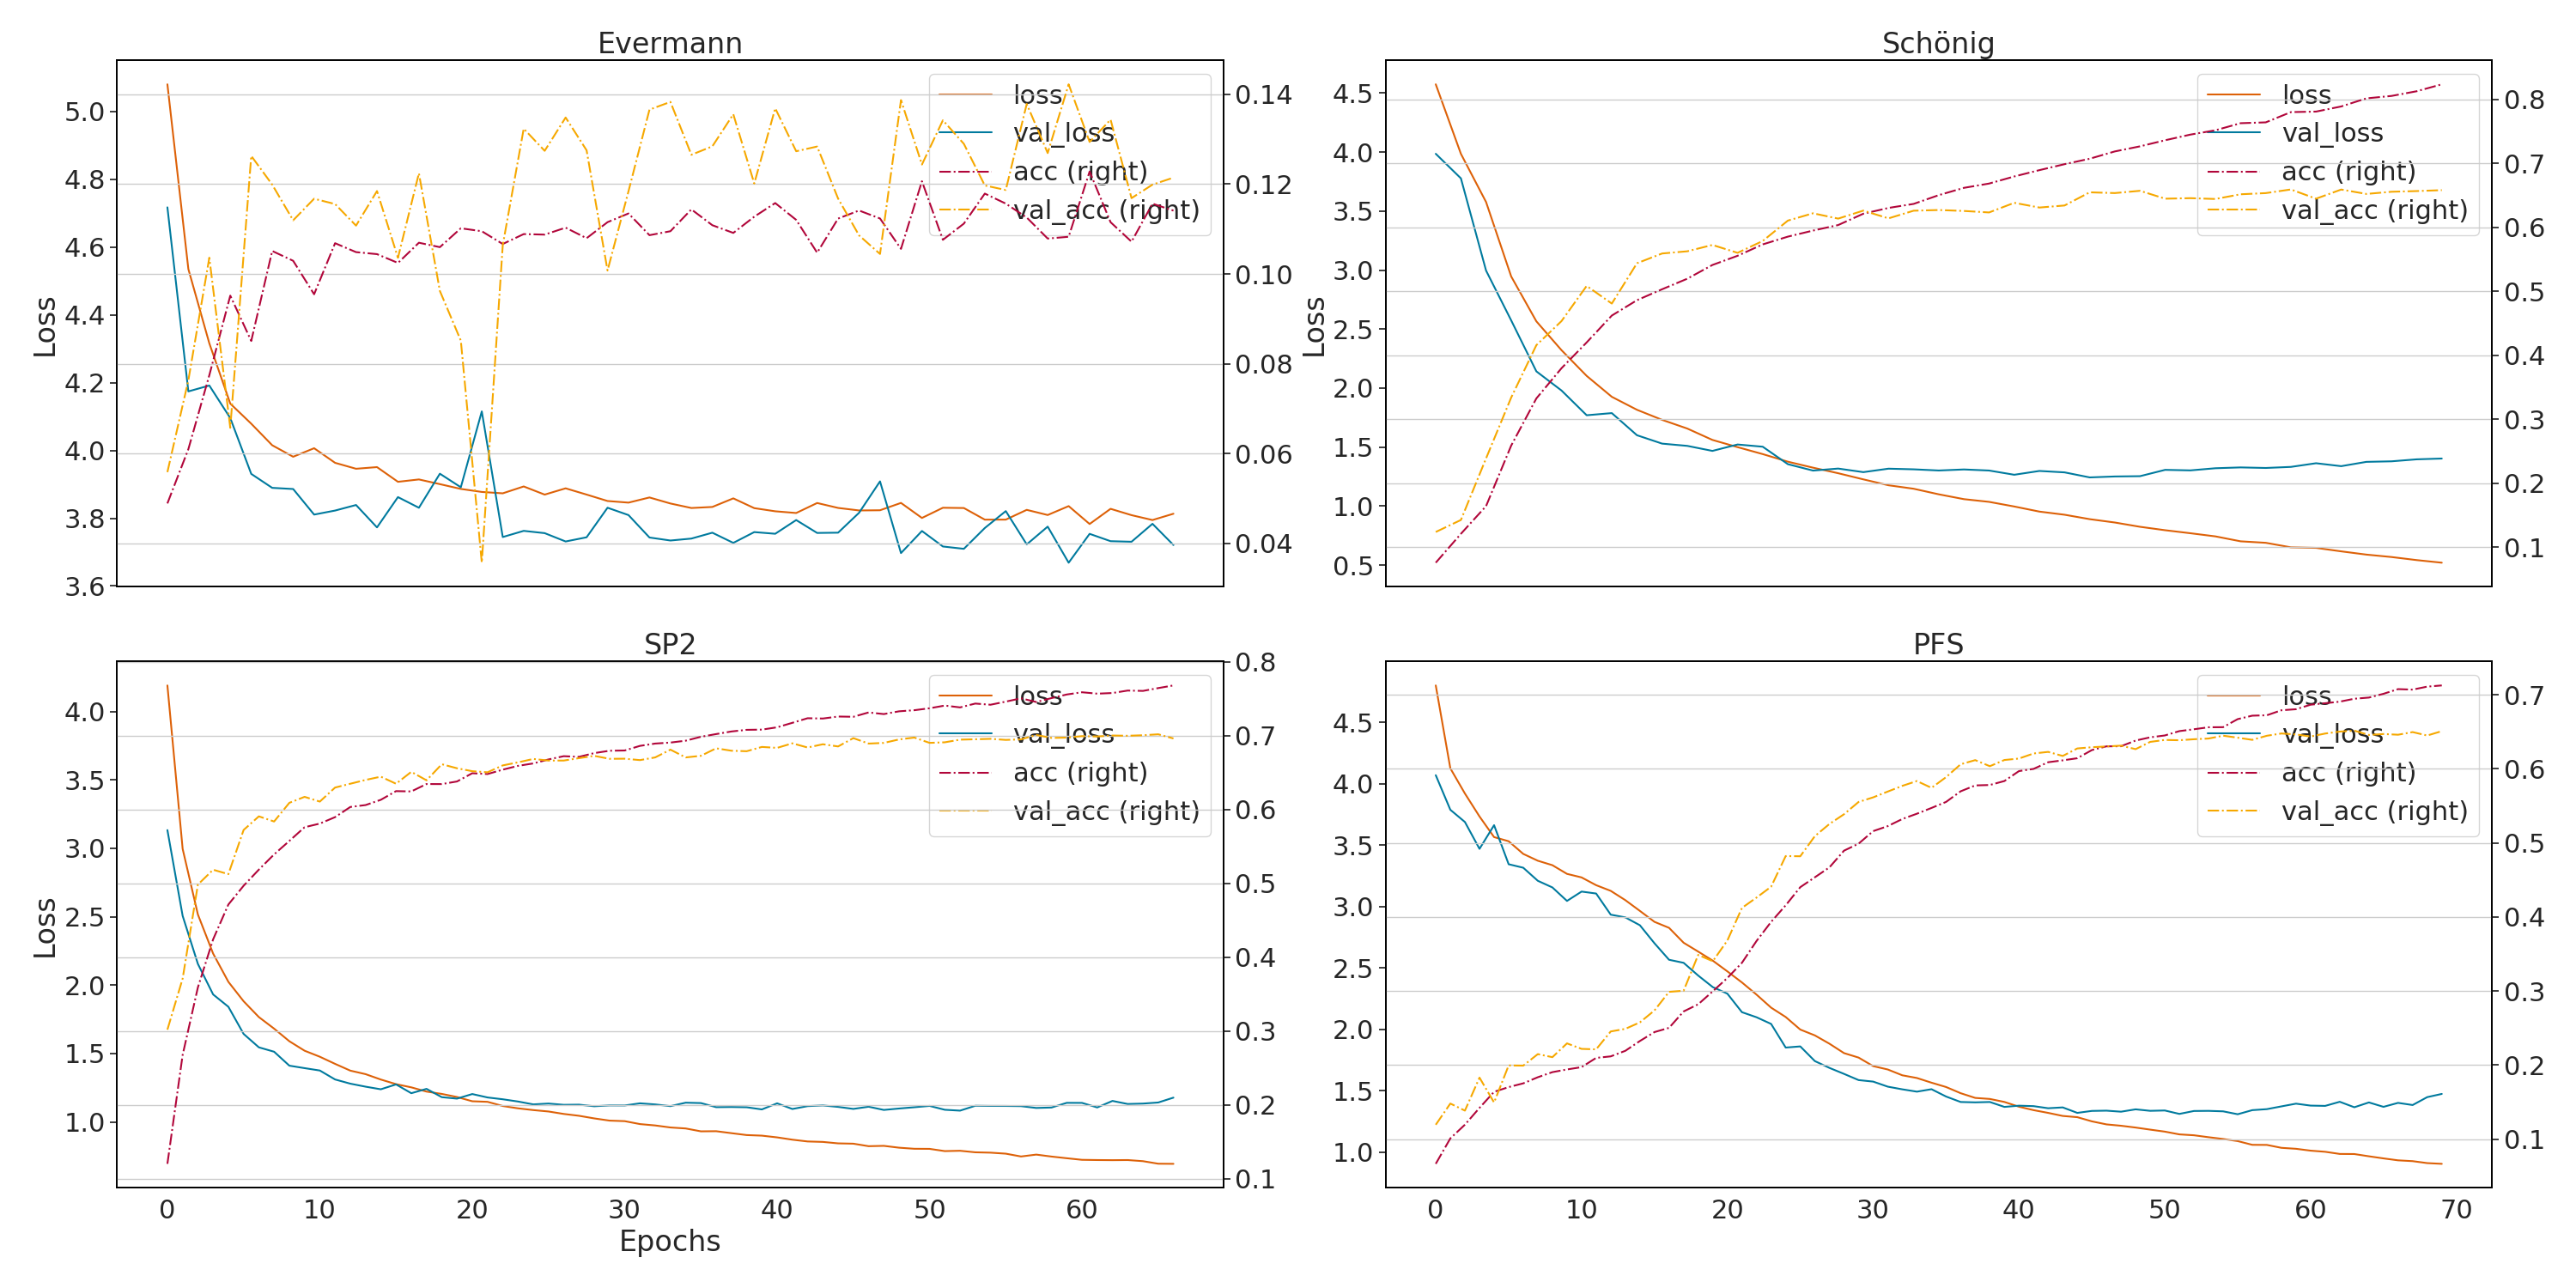 Evermann
Loss
5.0
4.8
4.6
4.4
4.2
4.0
3.8
3.6
0.14
0.12
0.10
0.08
0.06
0.04
loss
val_loss
acc (right)
val_acc (right)
Schönig
Loss
4.5
4.0
3.5
3.0
2.5
2.0
1.5
1.0
0.5
0.8
0.7
0.6
0.5
0.4
0.3
0.2
0.1
loss
val_loss
acc (right)
val_acc (right)
SP2
Loss
4.0
3.5
3.0
2.5
2.0
1.5
1.0
0.8
0.7
0.6
0.5
0.4
0.3
0.2
0.1
loss
val_loss
acc (right)
val_acc (right)
0 10 20 30 40 50 60
Epochs
PFS
4.5
4.0
3.5
3.0
2.5
2.0
1.5
1.0
0.7
0.6
0.5
0.4
0.3
0.2
0.1
loss
val_loss
acc (right)
val_acc (right)
0 10 20 30 40 50 60 70